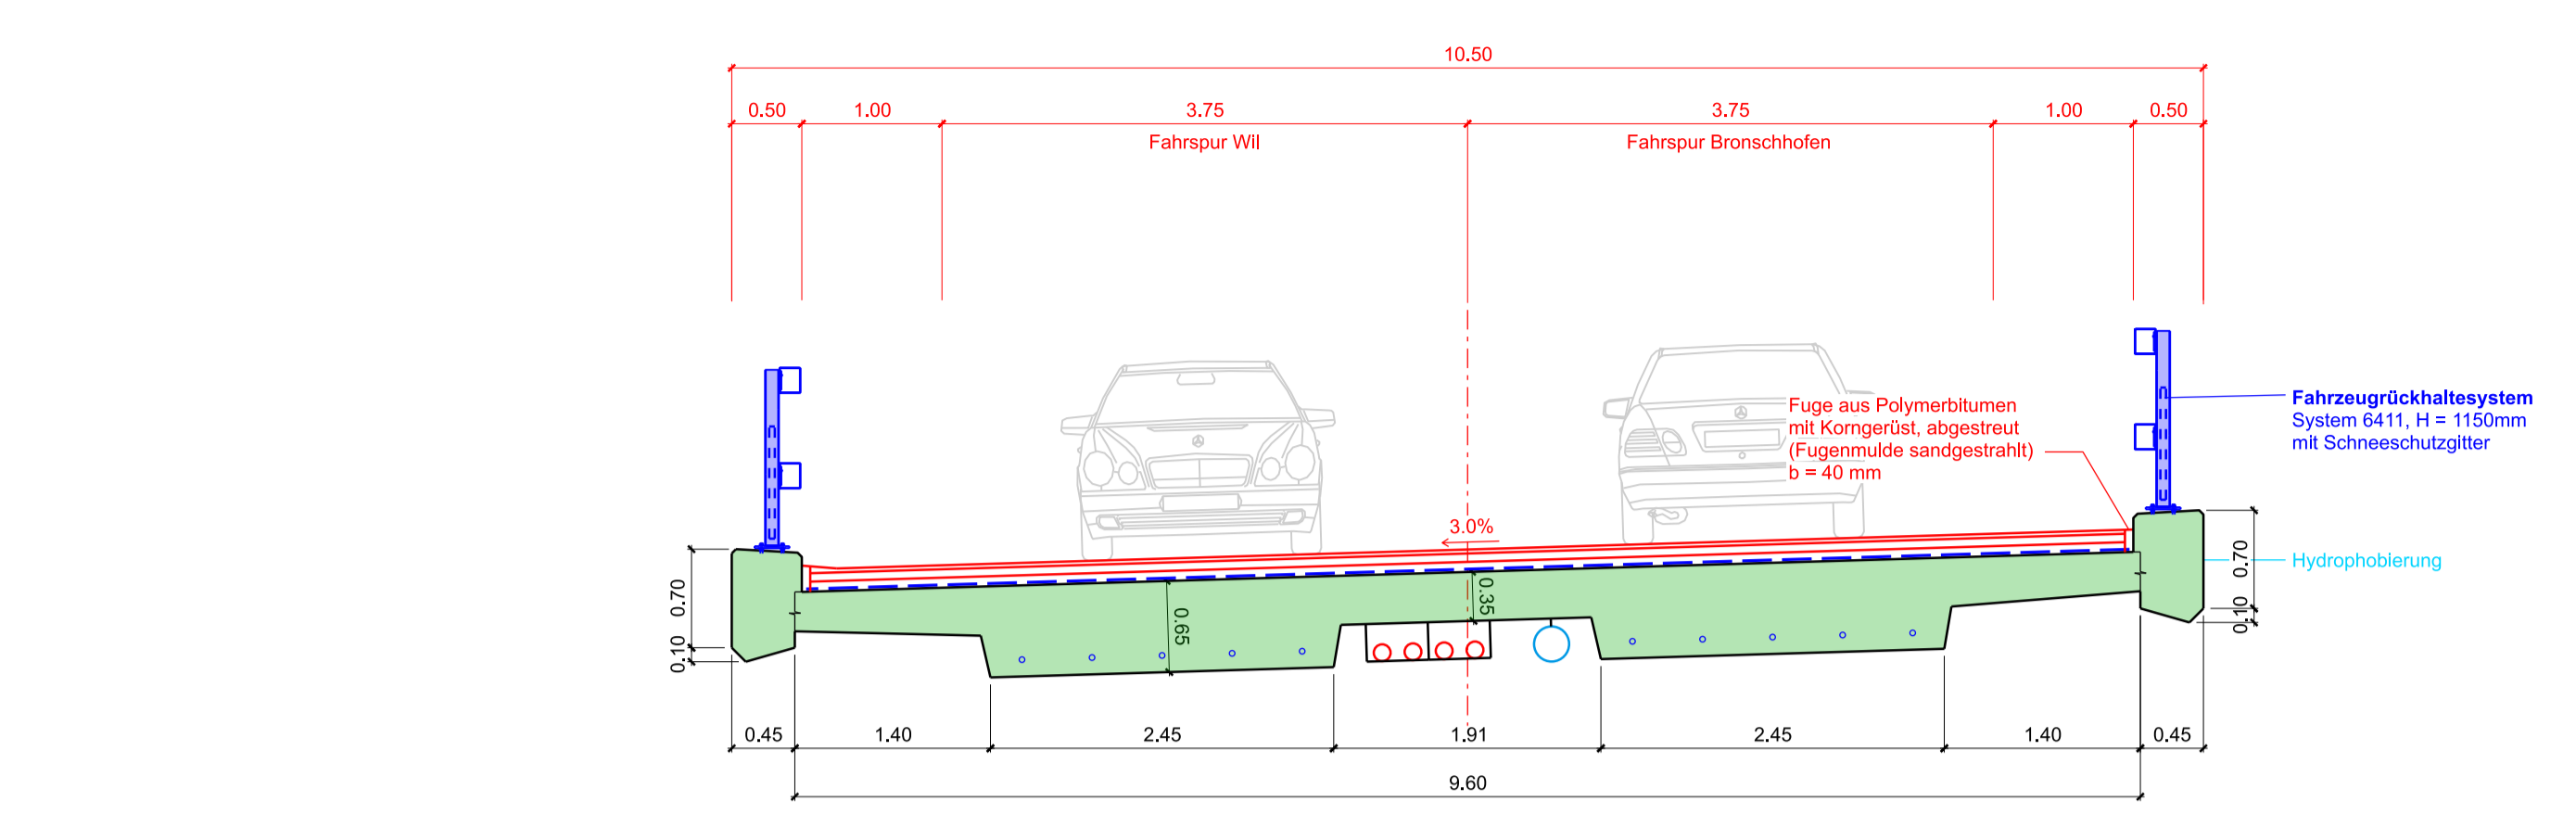 10.50
0.50 1.00 3.75 3.75 1.00 0.50
Fahrspur Wil Fahrspur Bronschhofen
Fuge aus Polymerbitumen
mit Korngerüst, abgestreut
(Fugenmulde sandgestrahlt)
b = 40 mm
Fahrzeugrückhaltesystem
System 6411, H = 1150mm
mit Schneeschutzgitter
3.0%
Hydrophobierung
0.70
0.10
0.65
0.35
0.70
0.10
0.45 1.40 2.45 1.91 2.45 1.40 0.45
9.60